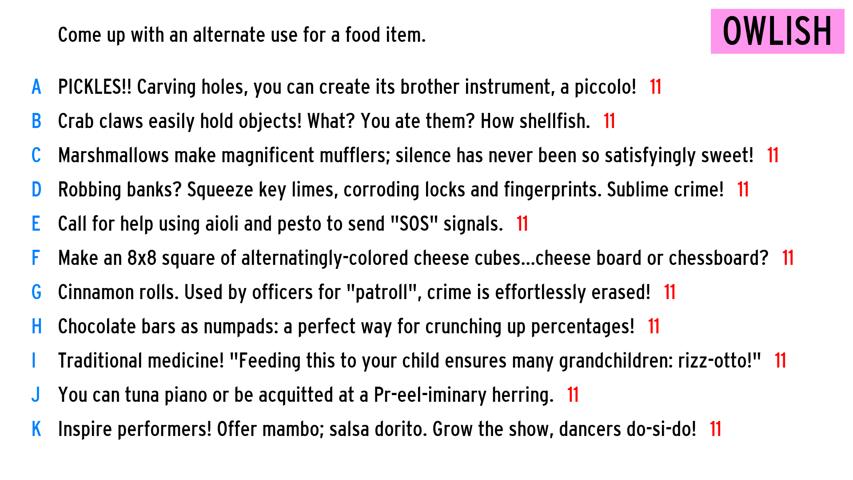 Come up with an alternate use for a food item.
OWLISH
A PICKLES!! Carving holes, you can create its brother instrument, a piccolo! 11
B Crab claws easily hold objects! What? You ate them? How shellfish. 11
C Marshmallows make magnificent mufflers; silence has never been so satisfyingly sweet! 11
D Robbing banks? Squeeze key limes, corroding locks and fingerprints. Sublime crime! 11
E Call for help using aioli and pesto to send "SOS" signals. 11
F Make an 8x8 square of alternatingly-colored cheese cubes...cheese board or chessboard? 11
G Cinnamon rolls. Used by officers for "patroll", crime is effortlessly erased! 11
H Chocolate bars as numpads: a perfect way for crunching up percentages! 11
I Traditional medicine! "Feeding this to your child ensures many grandchildren: rizz-otto!" 11
J You can tuna piano or be acquitted at a Pr-eel-iminary herring. 11
K Inspire performers! Offer mambo; salsa dorito. Grow the show, dancers do-si-do! 11